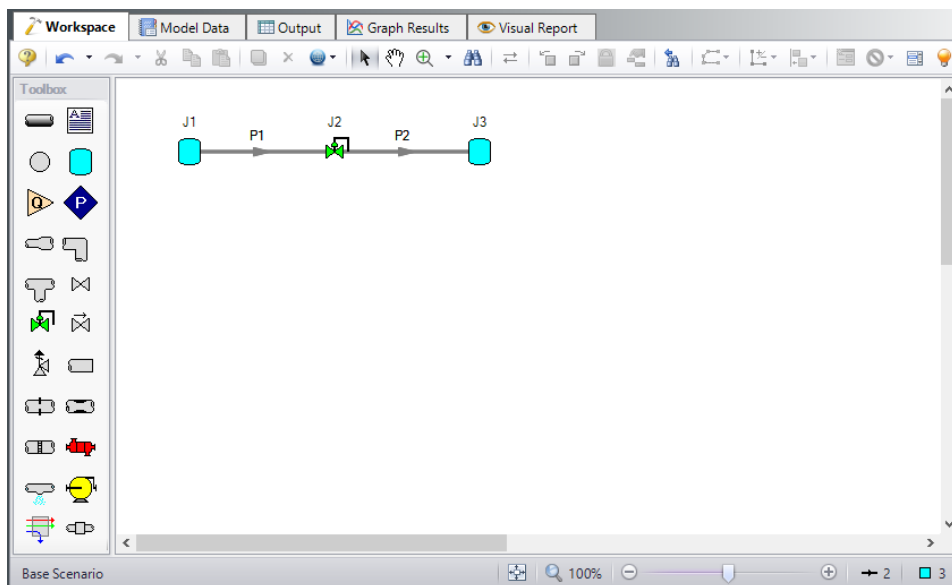 Workspace Model Data Output Graph Results Visual Report
Toolbox
A
J1 P1 J2 P2 J3
Q P
Base Scenario 100% 2 3